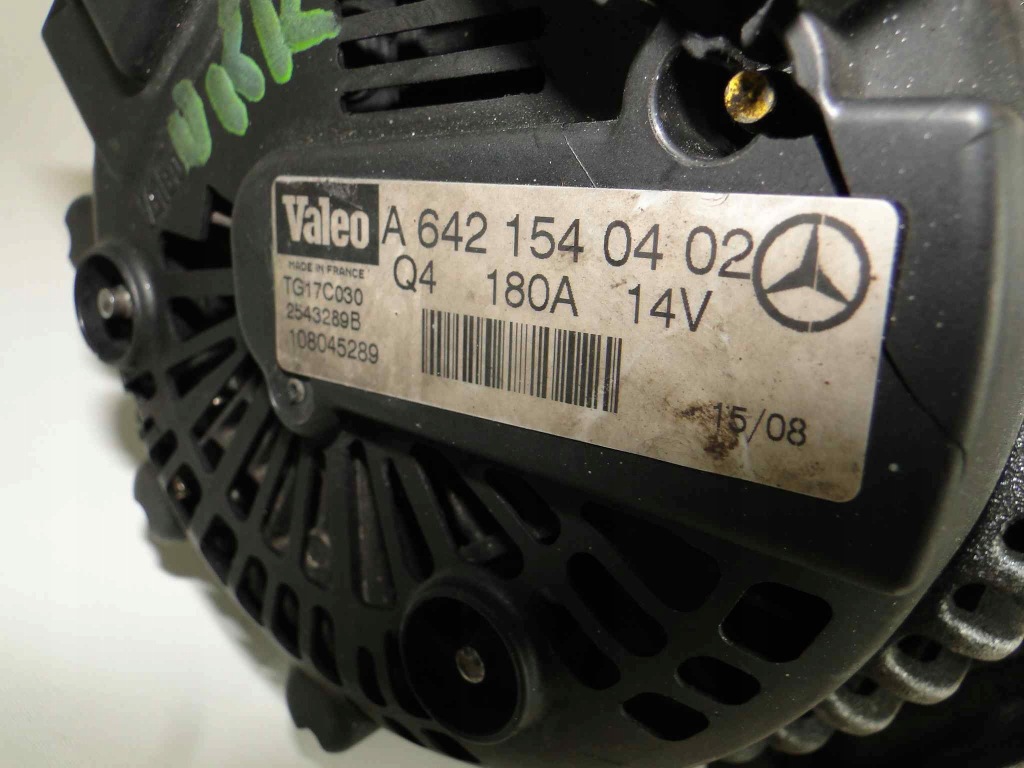 Valeo A 642 154 04 02
MADE IN FRANCE
Q4 180A 14V
TG17C030
2543289B
108045289
15/08